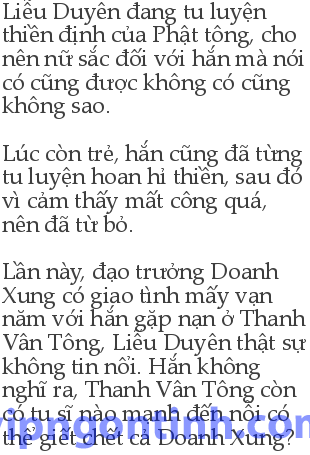 Liễu Duyên đang tu luyện
thiền định của Phật tông, cho
nên nữ sắc đối với hắn mà nói
có cũng được không có cũng
không sao.
Lúc còn trẻ, hắn cũng đã từng
tu luyện hoan hỉ thiền, sau đó
vì cảm thấy mất công quá,
nên đã từ bỏ.
Lần này, đạo trưởng Doanh
Xung có giao tình mấy vạn
năm với hắn gặp nạn ở Thanh
Vân Tông, Liễu Duyên thật sự
không tin nổi. Hắn không
nghĩ ra, Thanh Vân Tông còn
có tu sĩ nào mạnh đến nỗi có
thể giết chết cả Doanh Xung?
vipngontinh.com